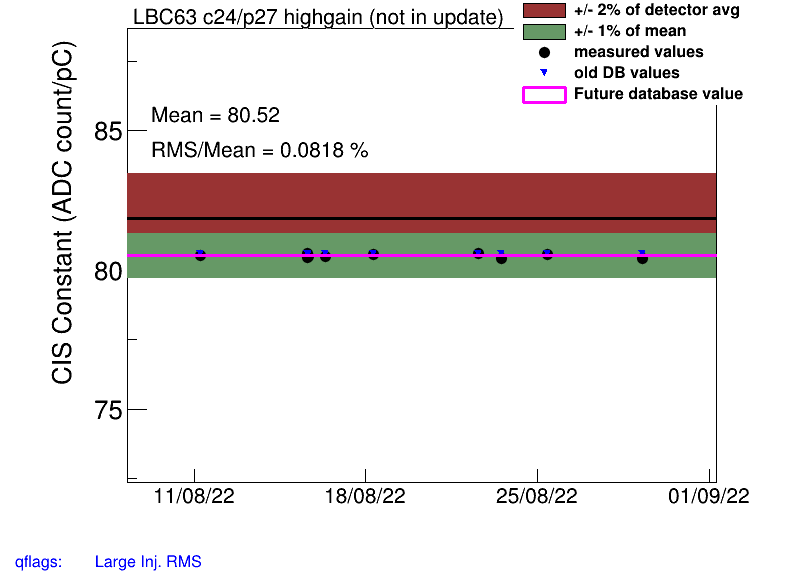 LBC63 c24/p27 highgain (not in update)
+/- 2% of detector avg
+/- 1% of mean
measured values
old DB values
Future database value
Mean = 80.52
RMS/Mean = 0.0818 %
CIS Constant (ADC count/pC)
85
80
75
11/08/22 18/08/22 25/08/22 01/09/22
qflags: Large Inj. RMS